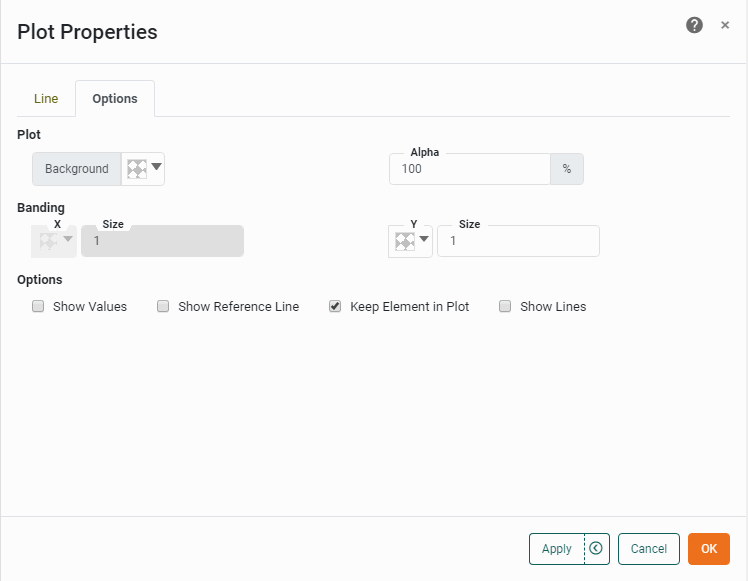 Plot Properties
Line Options
Plot
Background
Alpha
100 %
Banding
X Size Y Size
1 1
Options
Show Values Show Reference Line Keep Element in Plot Show Lines
Apply Cancel OK